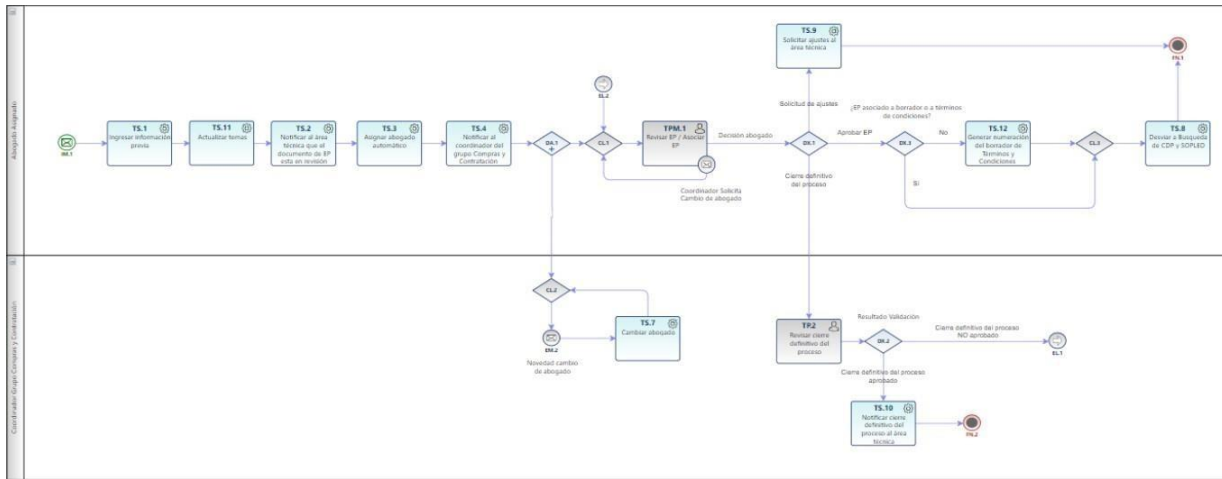 Abogado Asignado
IM.1
TS.1
Ingresar información
previa
TS.11
Actualizar temas
TS.2
Notificar al área
técnica que el
documento de EP
esta en revisión
TS.3
Asignar abogado
automático
TS.4
Notificar al
coordinador del
grupo Compras y
Contratación
DA.1
EL.2
CL.1
TPM.1
Revisar EP / Asociar
EP
Coordinador Solicita
Cambio de abogado
Decisión abogado
TS.9
Solicitar ajustes al
área técnica
Solicitud de ajustes
DX.1
Aprobar EP
Cierre definitivo
del proceso
¿EP asociado a borrador o a términos
de condiciones?
DX.3
No
Si
TS.12
Generar numeración
del borrador de
Términos y
Condiciones
CL.3
TS.8
Desviar a Busqueda
de CDP y SOPLED
FN.1
Coordinador Grupo Compras y Contratación
CL.2
EM.2
Novedad cambio
de abogado
TS.7
Cambiar abogado
TP.2
Revisar cierre
definitivo del
proceso
Resultado Validación
DX.2
Cierre definitivo del proceso
NO aprobado
EL.1
Cierre definitivo del proceso
aprobado
TS.10
Notificar cierre
definitivo del
proceso al área
técnica
FN.2